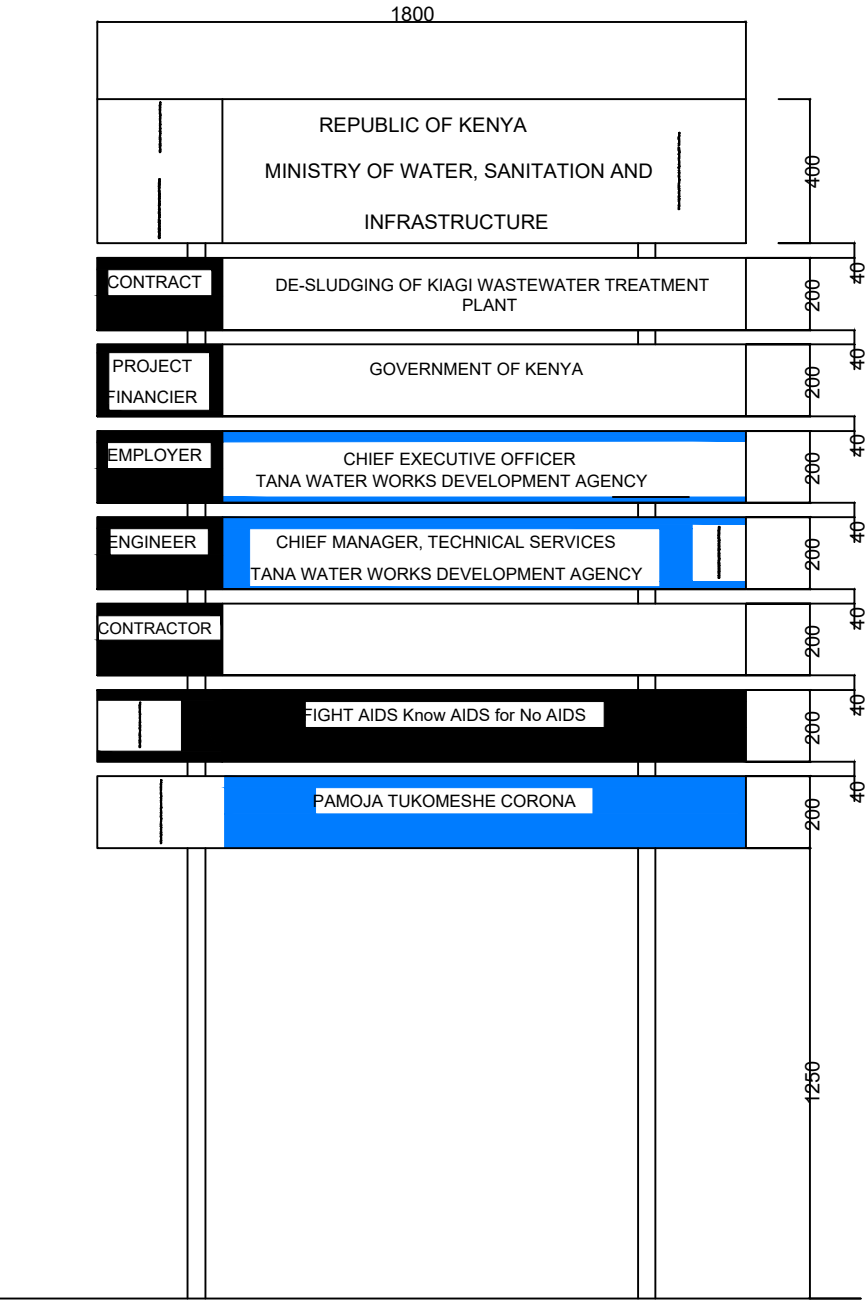 1800
REPUBLIC OF KENYA
MINISTRY OF WATER, SANITATION AND
INFRASTRUCTURE
400
40
CONTRACT
DE-SLUDGING OF KIAGI WASTEWATER TREATMENT
PLANT
200
40
PROJECT
FINANCIER
GOVERNMENT OF KENYA
200
40
EMPLOYER
CHIEF EXECUTIVE OFFICER
TANA WATER WORKS DEVELOPMENT AGENCY
200
40
ENGINEER
CHIEF MANAGER, TECHNICAL SERVICES
TANA WATER WORKS DEVELOPMENT AGENCY
200
40
CONTRACTOR
200
40
FIGHT AIDS Know AIDS for No AIDS
200
40
PAMOJA TUKOMESHE CORONA
200
1250